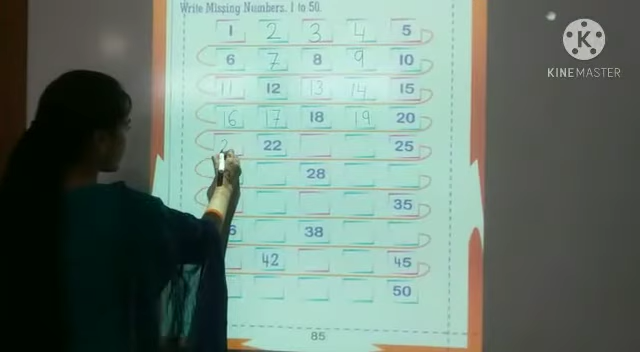 Write Missing Numbers. 1 to 50.
1 2 3 4 5
6 7 8 9 10
11 12 13 14 15
16 17 18 19 20
22 25
28
35
38
42 45
50
85
K
KINEMASTER